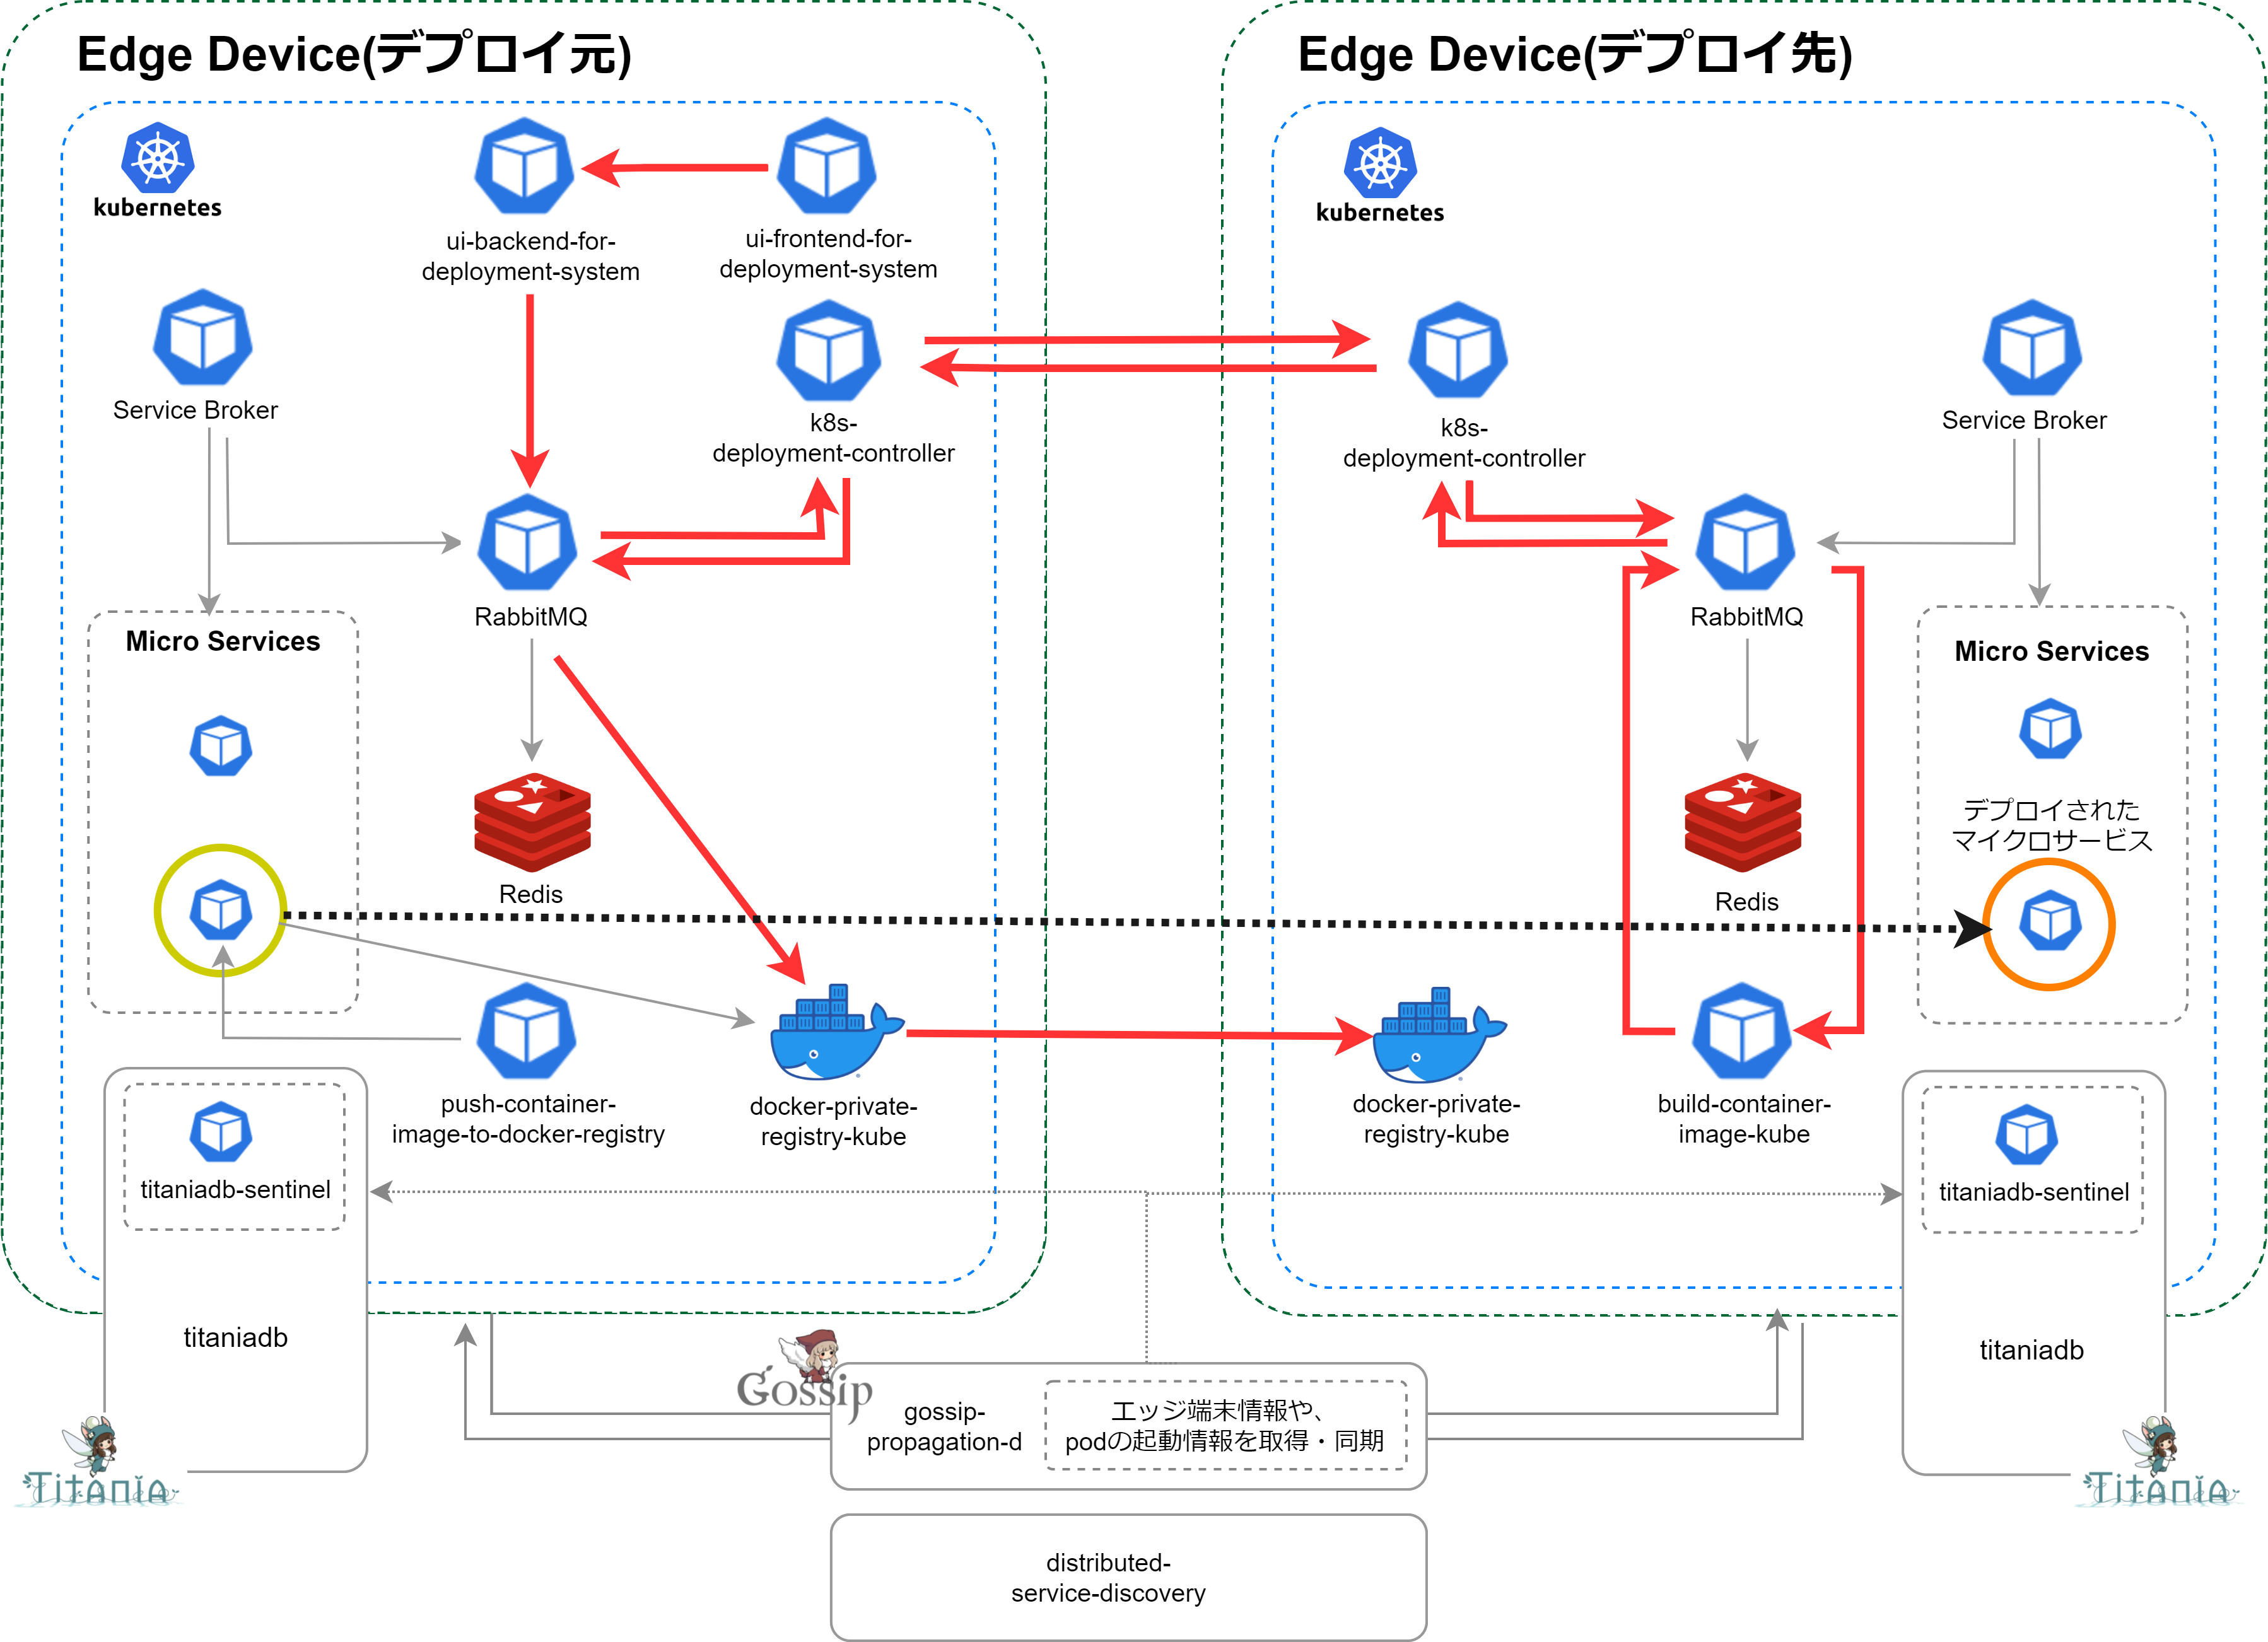 Edge Device(デプロイ元)
kubernetes
ui-backend-for-
deployment-system
ui-frontend-for-
deployment-system
Service Broker
k8s-
deployment-controller
RabbitMQ
Micro Services
Redis
push-container-
image-to-docker-registry
docker-private-
registry-kube
titaniadb-sentinel
titaniadb
Titania
Edge Device(デプロイ先)
kubernetes
k8s-
deployment-controller
Service Broker
RabbitMQ
Micro Services
デプロイされた
マイクロサービス
Redis
docker-private-
registry-kube
build-container-
image-kube
titaniadb-sentinel
titaniadb
Titania
Gossip
gossip-
propagation-d
エッジ端末情報や、
podの起動情報を取得・同期
distributed-
service-discovery